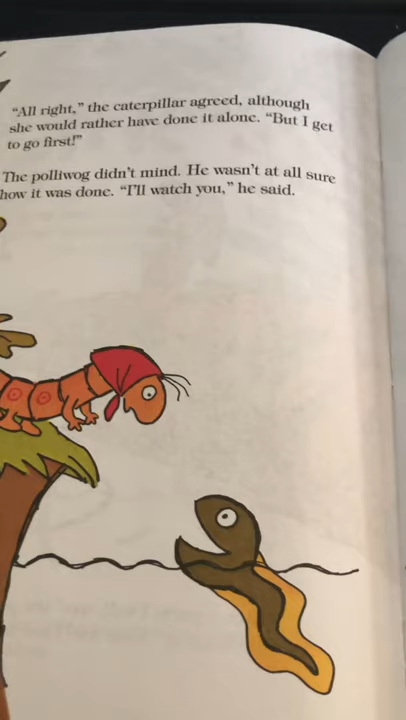 "All right," the caterpillar agreed, although
she would rather have done it alone. "But I get
to go first!"
The polliwog didn't mind. He wasn't at all sure
how it was done. "I'll watch you," he said.